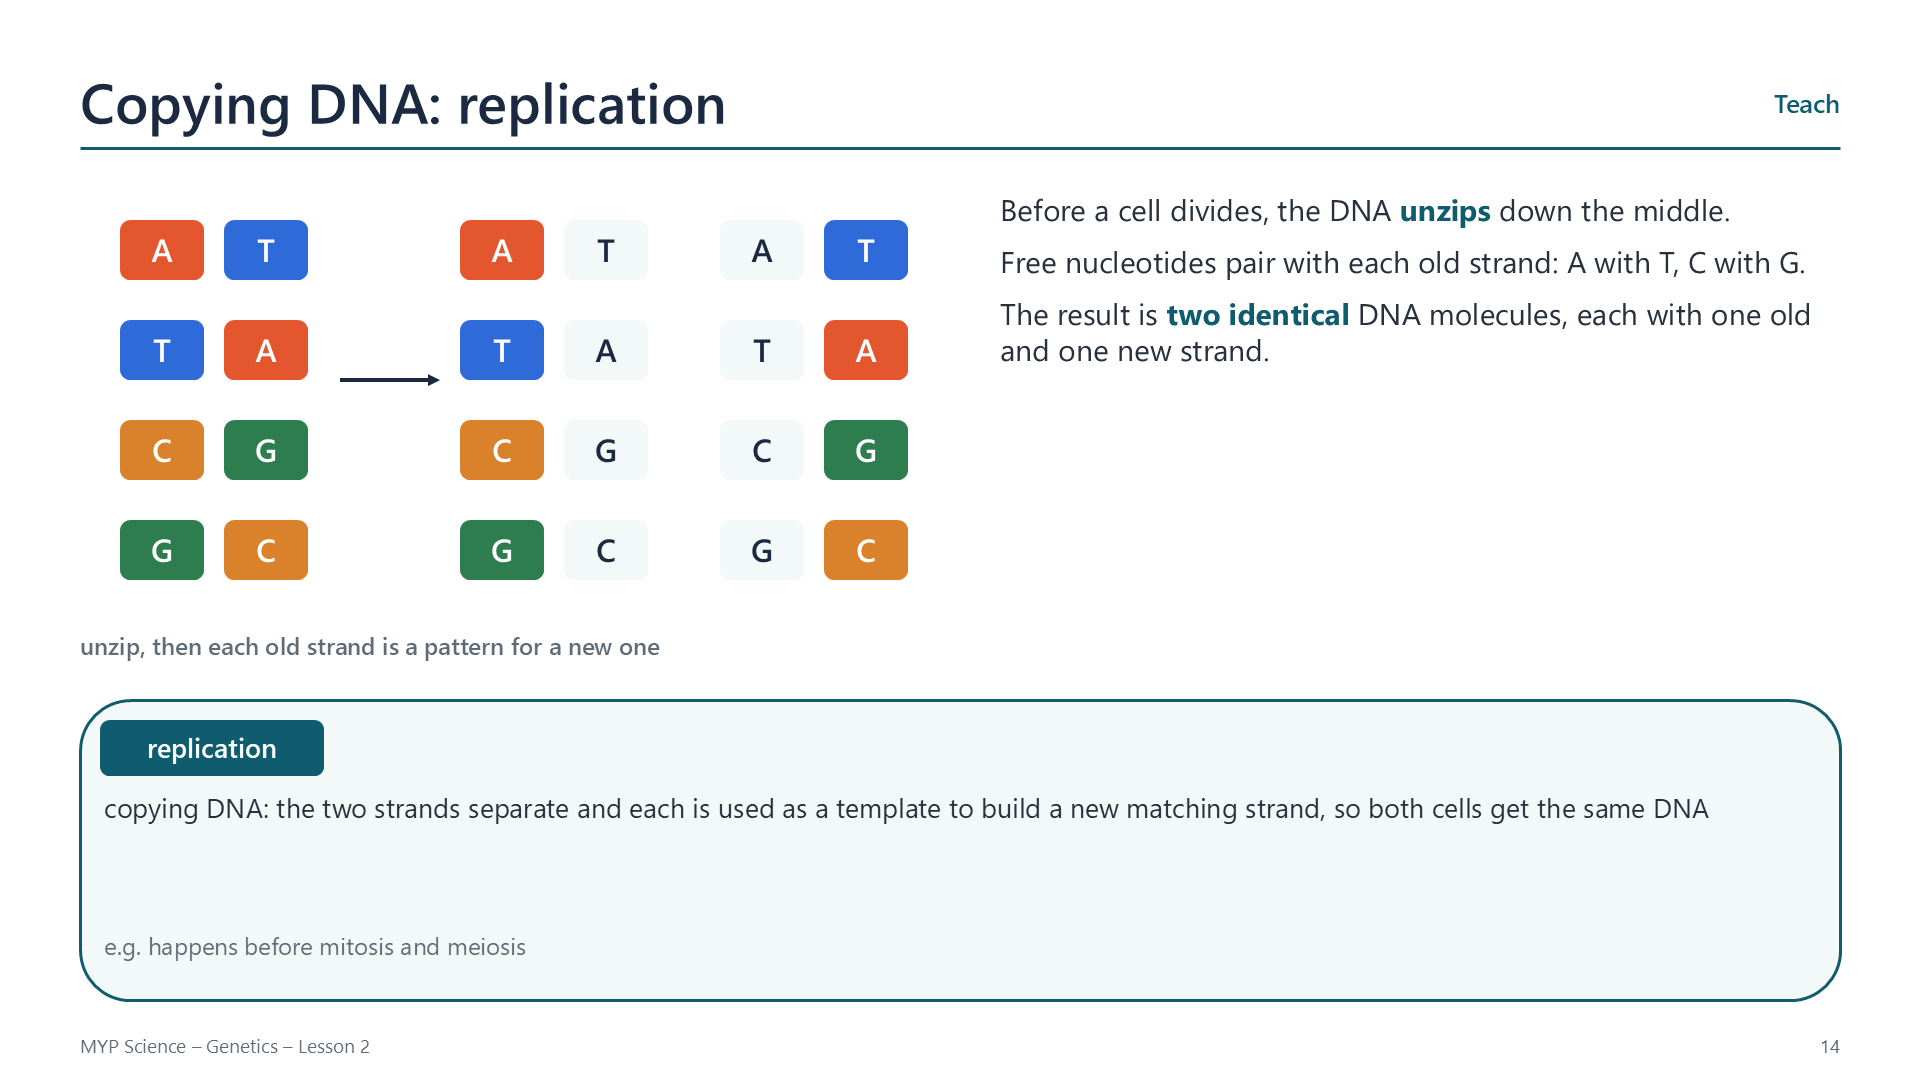 Copying DNA: replication
Teach
A T A T A T
T A T A T A
C G C G C G
G C G C G C
unzip, then each old strand is a pattern for a new one
Before a cell divides, the DNA unzips down the middle.
Free nucleotides pair with each old strand: A with T, C with G.
The result is two identical DNA molecules, each with one old
and one new strand.
replication
copying DNA: the two strands separate and each is used as a template to build a new matching strand, so both cells get the same DNA
e.g. happens before mitosis and meiosis
MYP Science – Genetics – Lesson 2
14